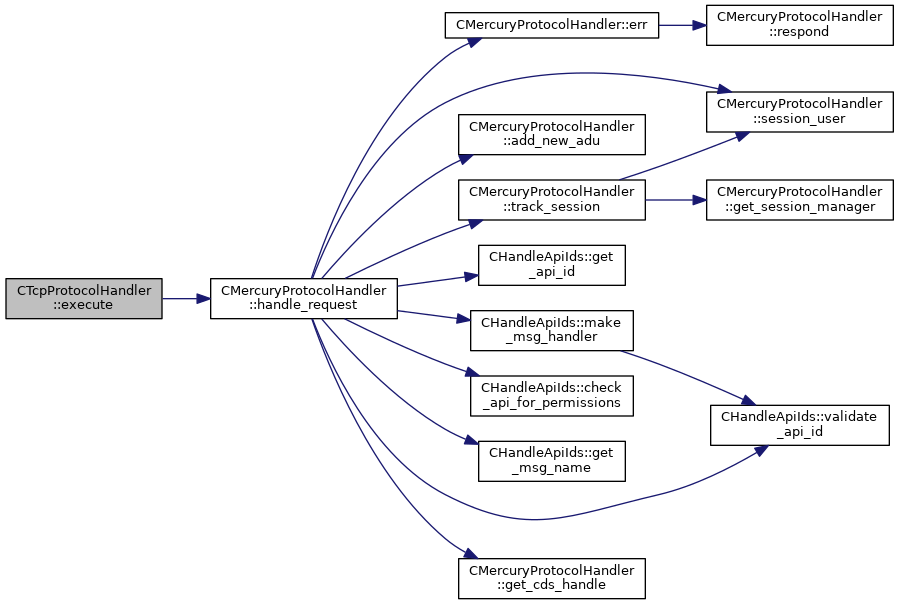 CTcpProtocolHandler
::execute
CMercuryProtocolHandler
::handle_request
CMercuryProtocolHandler::err
CMercuryProtocolHandler
::respond
CMercuryProtocolHandler
::session_user
CMercuryProtocolHandler
::add_new_adu
CMercuryProtocolHandler
::track_session
CMercuryProtocolHandler
::get_session_manager
CHandleApiIds::get
_api_id
CHandleApiIds::make
_msg_handler
CHandleApiIds::check
_api_for_permissions
CHandleApiIds::validate
_api_id
CHandleApiIds::get
_msg_name
CMercuryProtocolHandler
::get_cds_handle